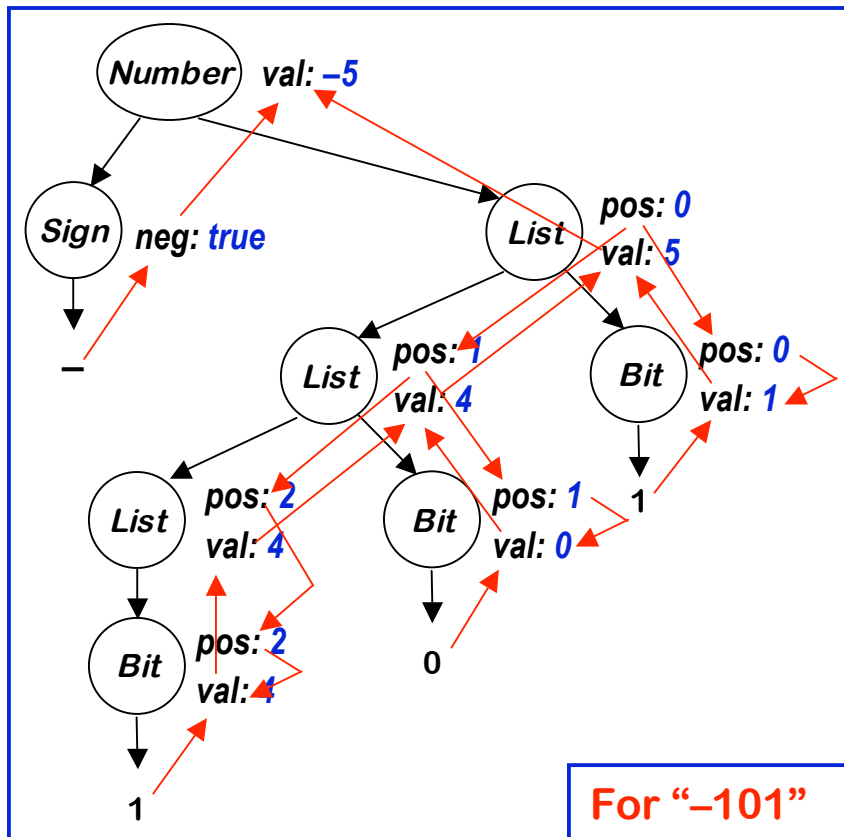 Number val: –5
Sign neg: true
List pos: 0
val: 5
–
List pos: 1
val: 4
Bit pos: 0
val: 1
List pos: 2
val: 4
Bit pos: 1
val: 0
1
Bit pos: 2
val: 4
0
1
For “–101”